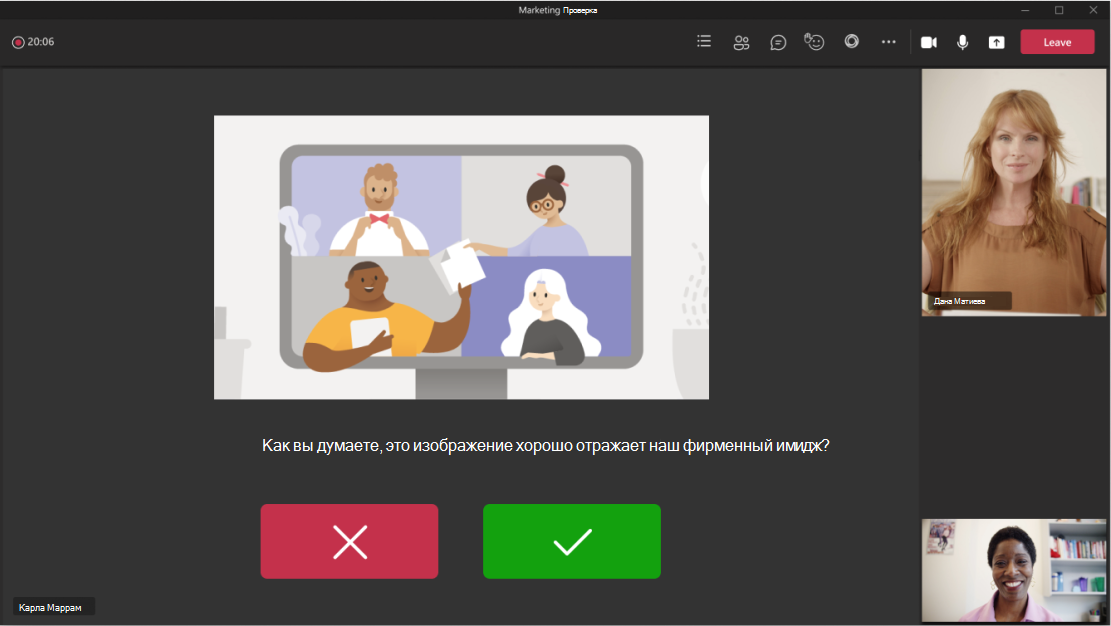 Marketing Проверка
20:06
Leave
Дана Матиева
Как вы думаете, это изображение хорошо отражает наш фирменный имидж?
Карла Маррам